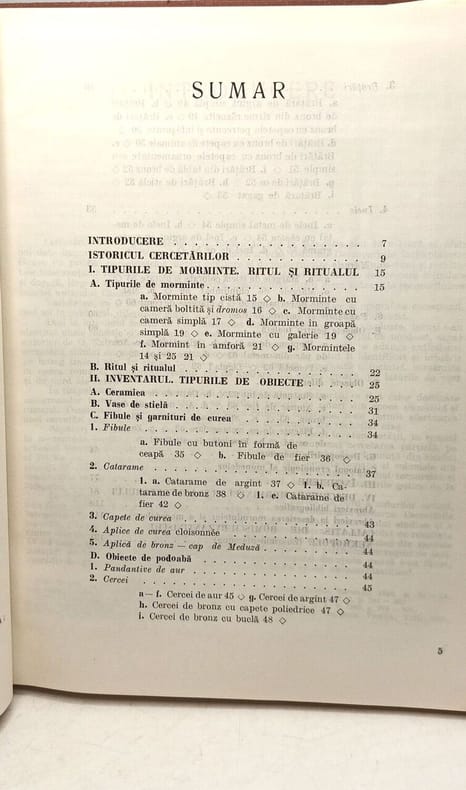 SUMAR
INTRODUCERE . . . . . . . . . . . . . . . . 7
ISTORICUL CERCETĂRILOR . . . . . . . . . . . 9
I. TIPURILE DE MORMINTE. RITUL ȘI RITUALUL 15
A. Tipurile de morminte . . . . . . . . . . . . 15
a. Morminte tip cistă 15 ◇ b. Morminte cu
cameră boltită și dromos 16 ◇ c. Morminte cu
cameră simplă 17 ◇ d. Morminte în groapă
simplă 19 ◇ e. Morminte cu galerie 19 ◇
f. Mormînt în amforă 21 ◇ g. Mormintele
14 și 25 21 ◇
B. Ritul și ritualul . . . . . . . . . . . . . . 22
II. INVENTARUL. TIPURILE DE OBIECTE . . . . 25
A. Ceramica . . . . . . . . . . . . . . . . 25
B. Vase de sticlă . . . . . . . . . . . . . . . 31
C. Fibule și garnituri de curea . . . . . . . . . 34
1. Fibule . . . . . . . . . . . . . . . . . . 34
a. Fibule cu butoni în formă de
ceapă 35 ◇ b. Fibule de fier 36 ◇
2. Catarame . . . . . . . . . . . . . . . . 37
1. a. Catarame de argint 37 ◇ 1. b. Ca-
tarame de bronz 38 ◇ 1. c. Catarame de
fier 42 ◇
3. Capete de curea . . . . . . . . . . . . . . 43
4. Aplice de curea cloisonnée . . . . . . . . . . 44
5. Aplică de bronz — cap de Meduză . . . . . . . 44
D. Obiecte de podoabă . . . . . . . . . . . . 44
1. Pandantive de aur . . . . . . . . . . . . . 44
2. Cercei . . . . . . . . . . . . . . . . . 45
a — f. Cercei de aur 45 ◇ g. Cercei de argint 47 ◇
h. Cercei de bronz cu capete poliedrice 47 ◇
i. Cercei de bronz cu buclă 48 ◇
5